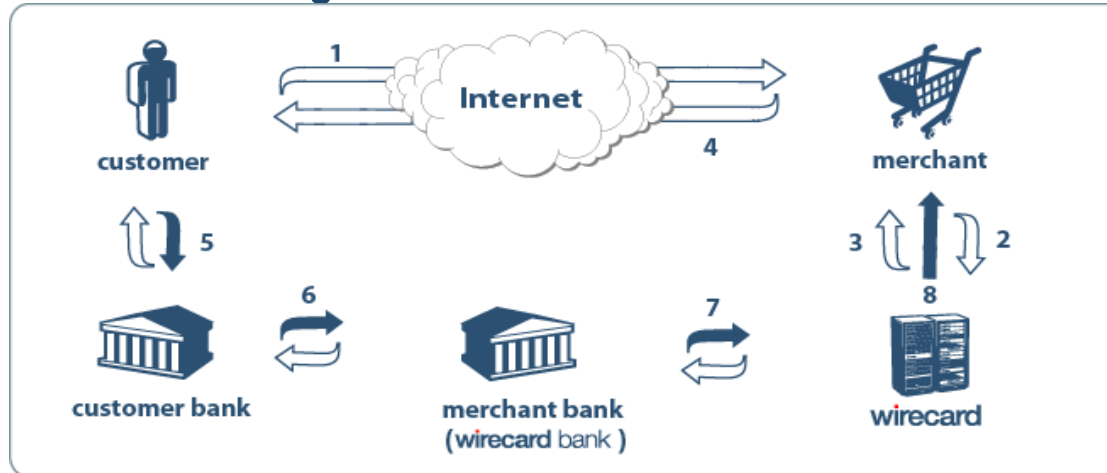 1
Internet
4
customer
merchant
5
3
2
6
7
8
customer bank
merchant bank
(wirecard bank )
wirecard